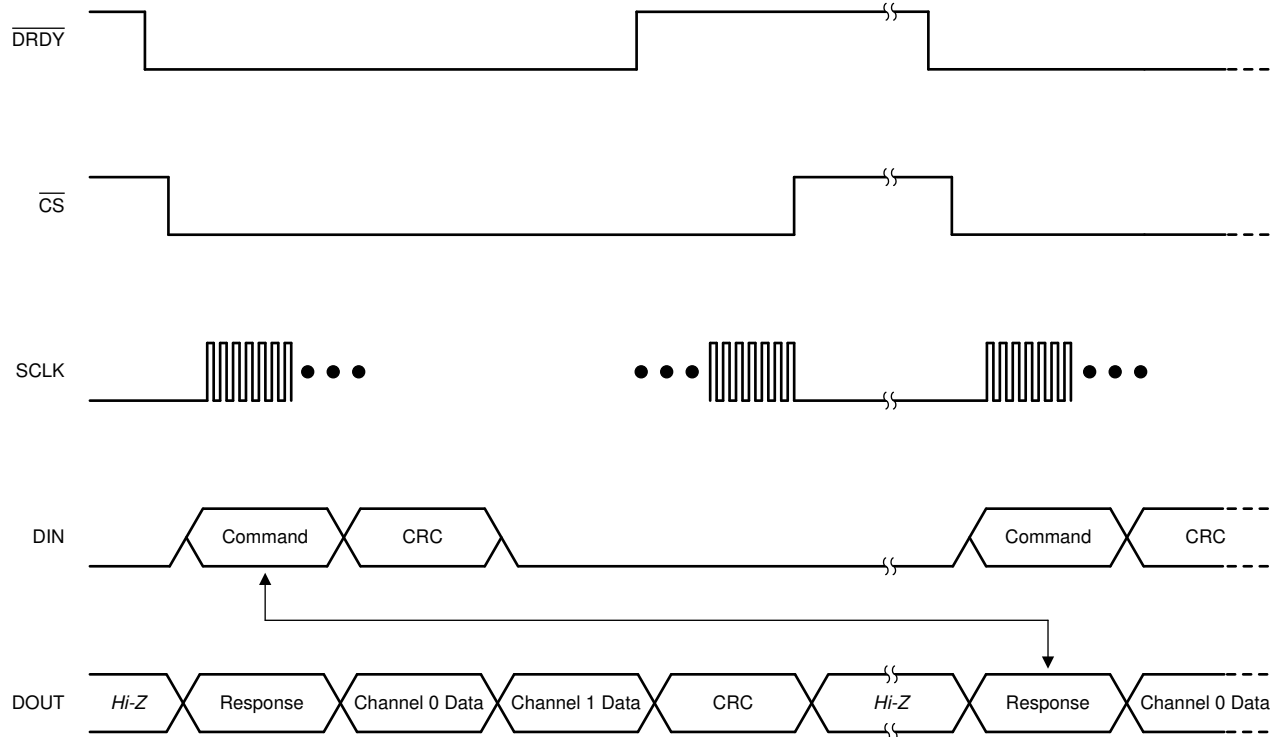 DRDY
CS
SCLK
DIN
Command
CRC
Command
CRC
DOUT
Hi-Z
Response
Channel 0 Data
Channel 1 Data
CRC
Hi-Z
Response
Channel 0 Data